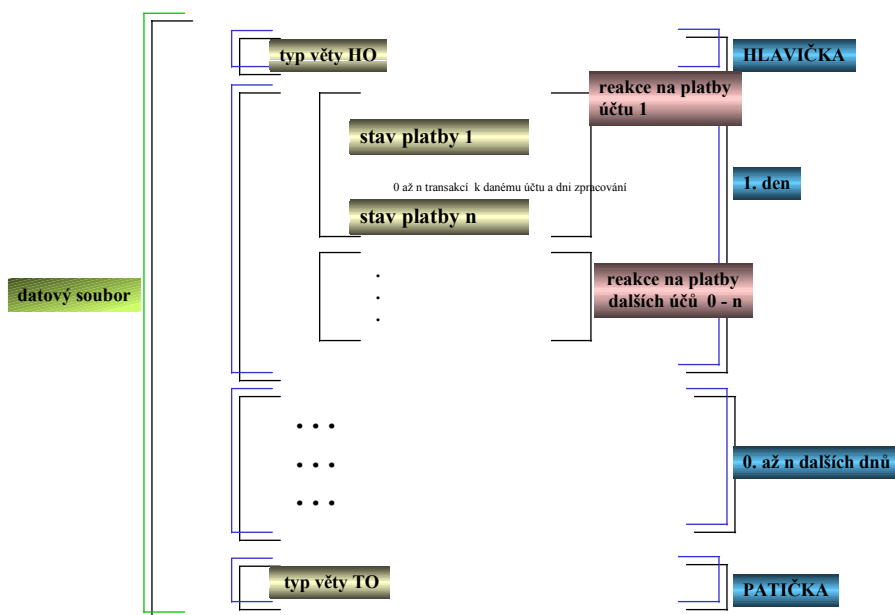 typ věty HO
HLAVIČKA
reakce na platby
účtu 1
stav platby 1
1. den
0 až n transakcí k danému účtu a dni zpracování
stav platby n
datový soubor
reakce na platby
dalších účů 0 - n
.
.
.
• • •
• • •
• • •
0. až n dalších dnů
typ věty TO
PATIČKA